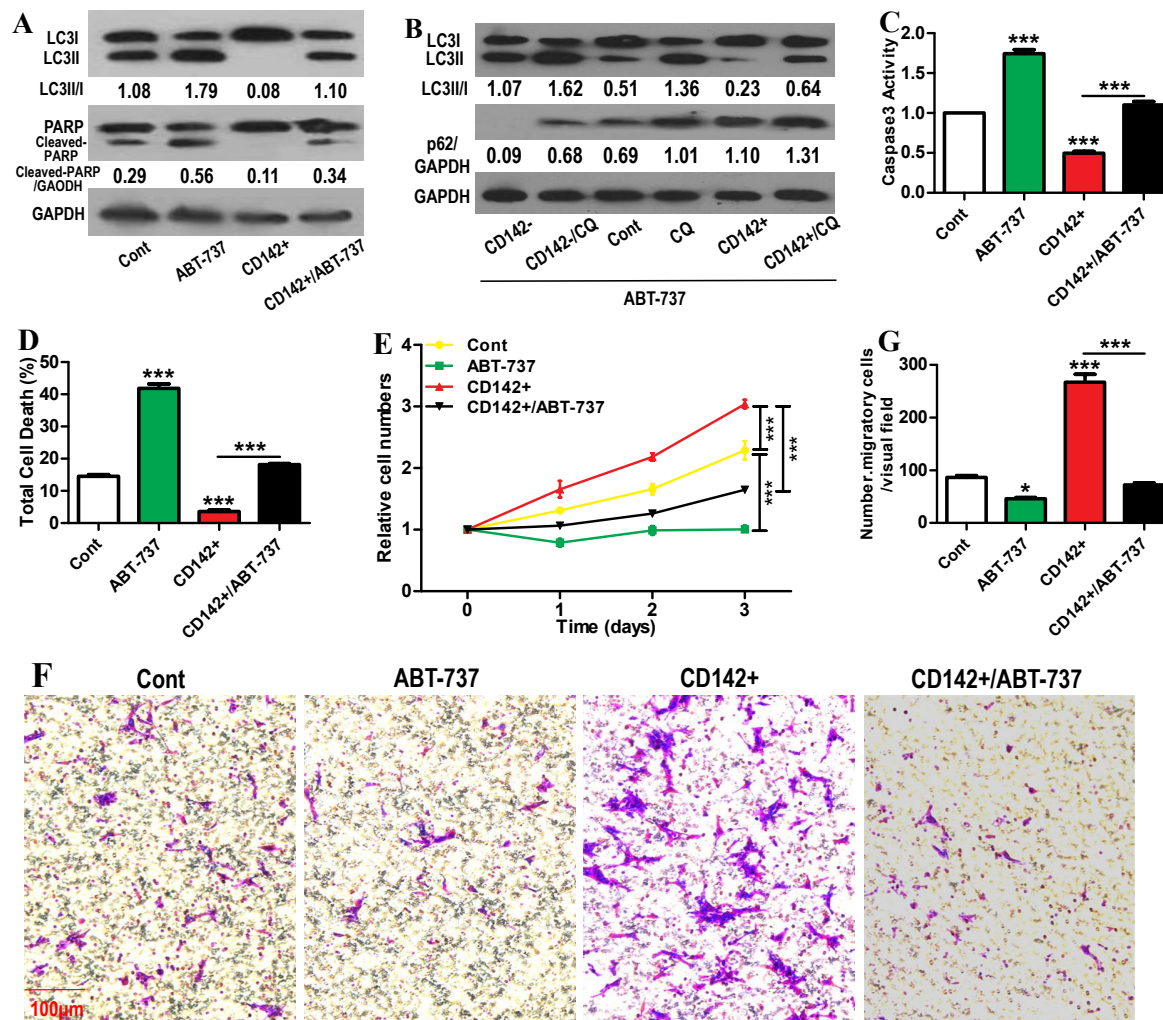 A
LC3I
LC3II
LC3II/I 1.08 1.79 0.08 1.10
PARP
Cleaved-
PARP
Cleaved-PARP
/GAODH 0.29 0.56 0.11 0.34
GAPDH
Cont ABT-737 CD142+ CD142+/ABT-737
B
LC3I
LC3II
LC3II/I 1.07 1.62 0.51 1.36 0.23 0.64
p62/
GAPDH 0.09 0.68 0.69 1.01 1.10 1.31
GAPDH
CD142- CD142-/CQ Cont CQ CD142+ CD142+/CQ
ABT-737
C
Caspase3 Activity
2.0
1.5
1.0
0.5
0.0
***
***
***
Cont ABT-737 CD142+ CD142+/ABT-737
D
Total Cell Death (%)
50
40
30
20
10
0
***
***
***
Cont ABT-737 CD142+ CD142+/ABT-737
E
Relative cell numbers
4
3
2
1
0
Cont
ABT-737
CD142+
CD142+/ABT-737
***
***
***
0 1 2 3
Time (days)
G
Number.migratory cells
/visual field
300
200
100
0
*
***
***
Cont ABT-737 CD142+ CD142+/ABT-737
F
Cont ABT-737 CD142+ CD142+/ABT-737
100μm